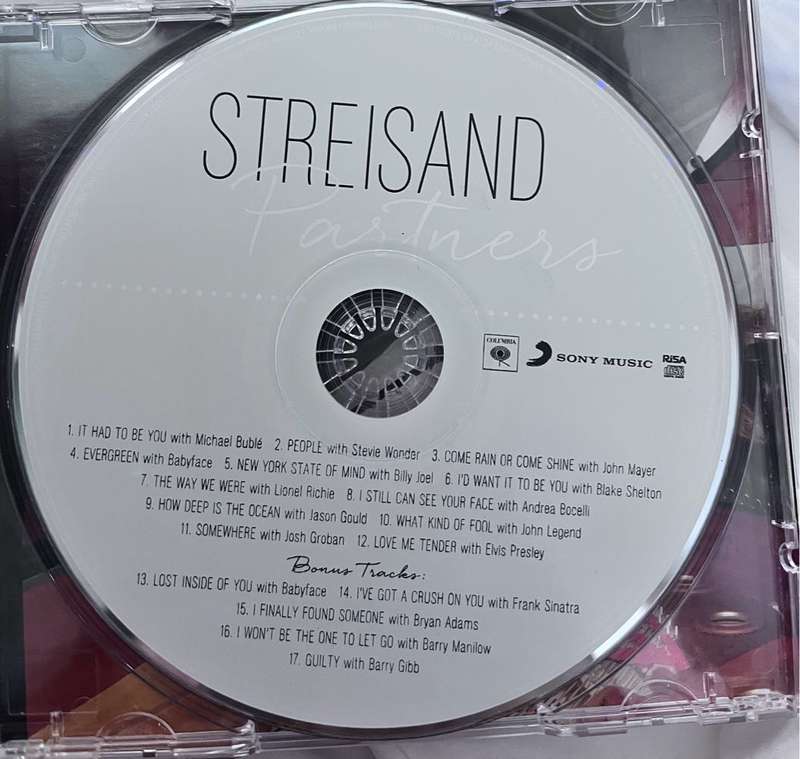 STREISAND
Partners
COLUMBIA
SONY MUSIC
RiSA
1. IT HAD TO BE YOU with Michael Bublé 2. PEOPLE with Stevie Wonder 3. COME RAIN OR COME SHINE with John Mayer
4. EVERGREEN with Babyface 5. NEW YORK STATE OF MIND with Billy Joel 6. I'D WANT IT TO BE YOU with Blake Shelton
7. THE WAY WE WERE with Lionel Richie 8. I STILL CAN SEE YOUR FACE with Andrea Bocelli
9. HOW DEEP IS THE OCEAN with Jason Gould 10. WHAT KIND OF FOOL with John Legend
11. SOMEWHERE with Josh Groban 12. LOVE ME TENDER with Elvis Presley
Bonus Tracks:
13. LOST INSIDE OF YOU with Babyface 14. I'VE GOT A CRUSH ON YOU with Frank Sinatra
15. I FINALLY FOUND SOMEONE with Bryan Adams
16. I WON'T BE THE ONE TO LET GO with Barry Manilow
17. GUILTY with Barry Gibb